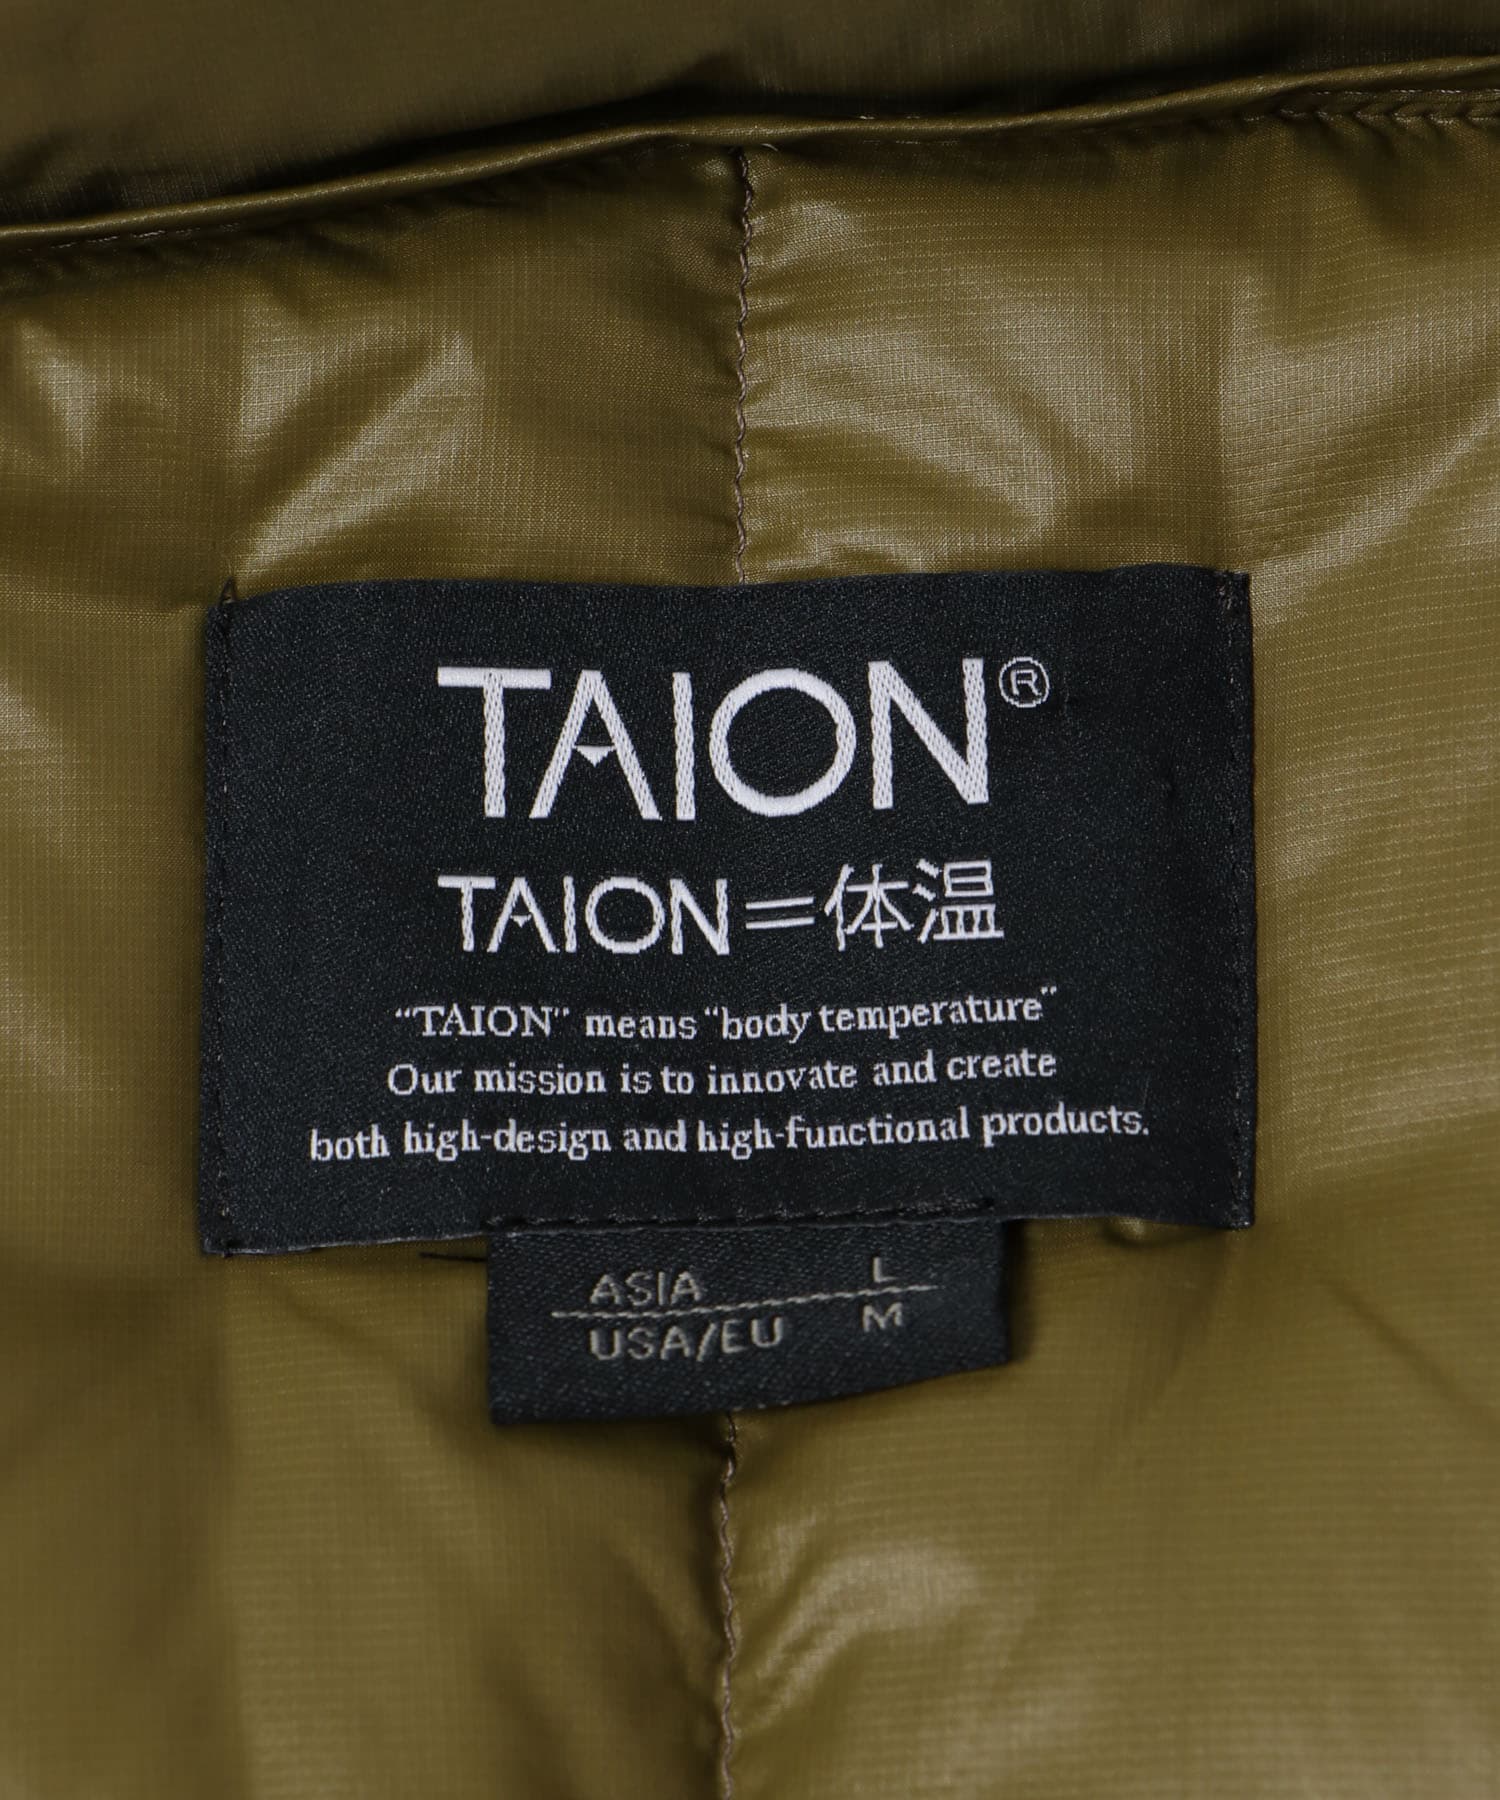 TAION®
TAION=体温
"TAION" means "body temperature"
Our mission is to innovate and create
both high-design and high-functional products.
ASIA L
USA/EU M